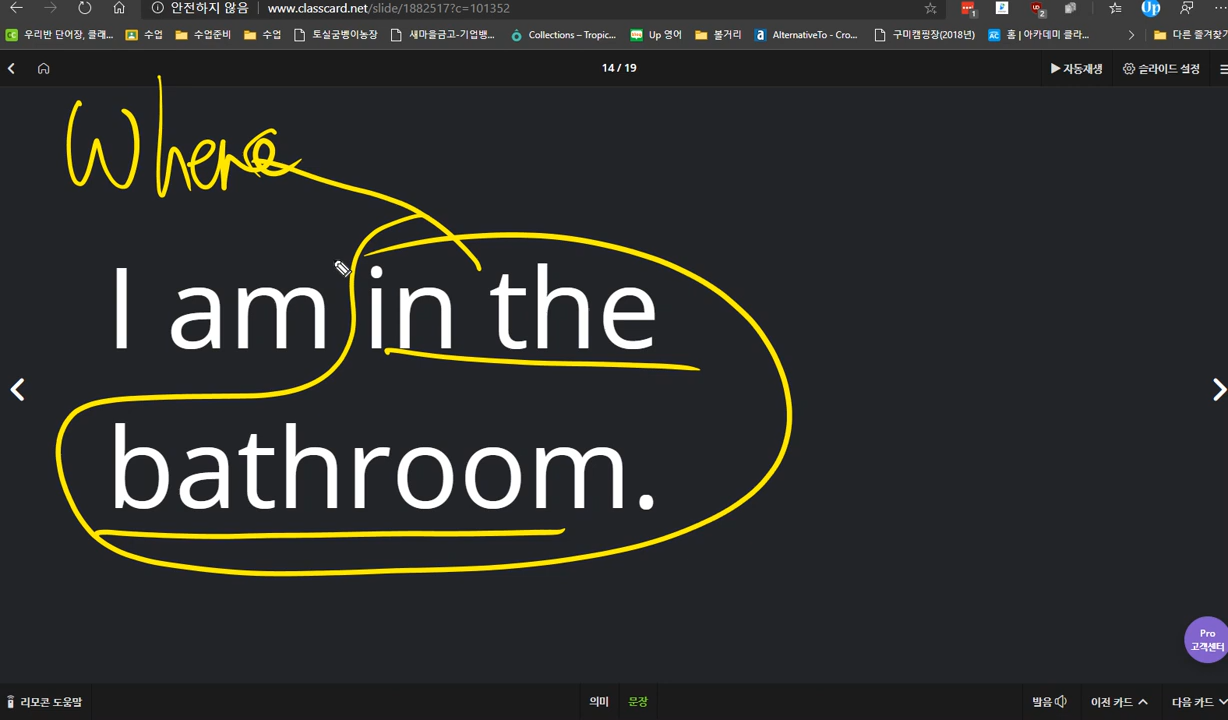 안전하지 않음 www.classcard.net/slide/1882517?c=101352
우리반 단어장, 클래... 수업 수업준비 수업 토실굼벵이농장 새마을금고-기업뱅... Collections – Tropic... Up 영어 볼거리 AlternativeTo - Cro... 구미캠핑장(2018년) 홈 | 아카데미 클라... 다른 즐겨찾기
14 / 19 자동재생 슬라이드 설정
Where
I am in the
bathroom.
Pro
고객센터
리모콘 도움말 의미 문장 발음 이전 카드 다음 카드